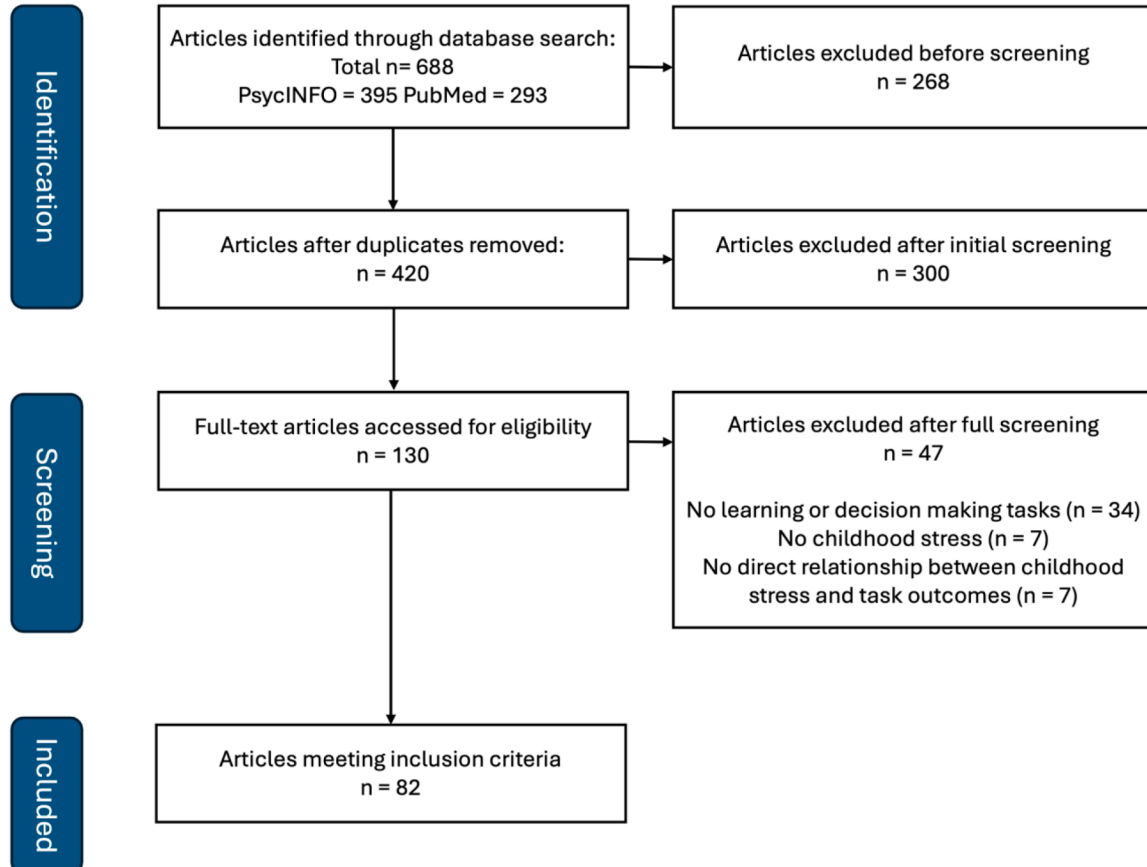 Identification
Articles identified through database search:
Total n= 688
PsycINFO = 395 PubMed = 293
Articles excluded before screening
n = 268
Articles after duplicates removed:
n = 420
Articles excluded after initial screening
n = 300
Screening
Full-text articles accessed for eligibility
n = 130
Articles excluded after full screening
n = 47
No learning or decision making tasks (n = 34)
No childhood stress (n = 7)
No direct relationship between childhood
stress and task outcomes (n = 7)
Included
Articles meeting inclusion criteria
n = 82